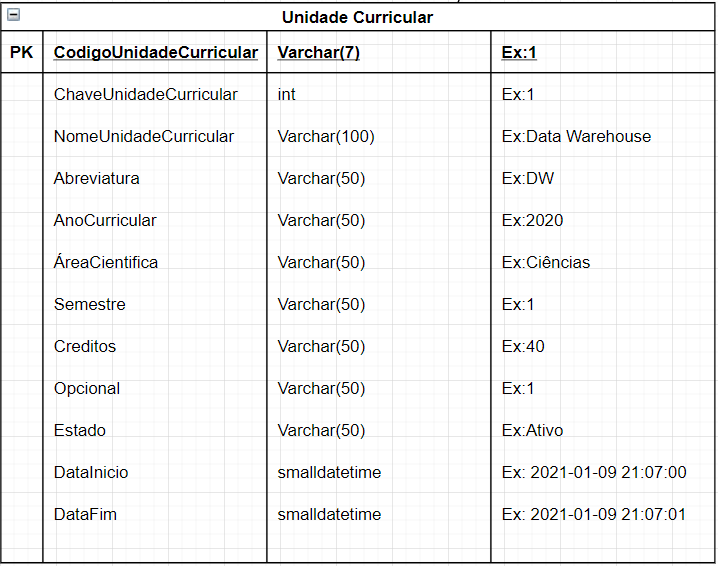 Unidade Curricular
PK CodigoUnidadeCurricular Varchar(7) Ex:1
ChaveUnidadeCurricular int Ex:1
NomeUnidadeCurricular Varchar(100) Ex:Data Warehouse
Abreviatura Varchar(50) Ex:DW
AnoCurricular Varchar(50) Ex:2020
ÁreaCientifica Varchar(50) Ex:Ciências
Semestre Varchar(50) Ex:1
Creditos Varchar(50) Ex:40
Opcional Varchar(50) Ex:1
Estado Varchar(50) Ex:Ativo
DataInicio smalldatetime Ex: 2021-01-09 21:07:00
DataFim smalldatetime Ex: 2021-01-09 21:07:01